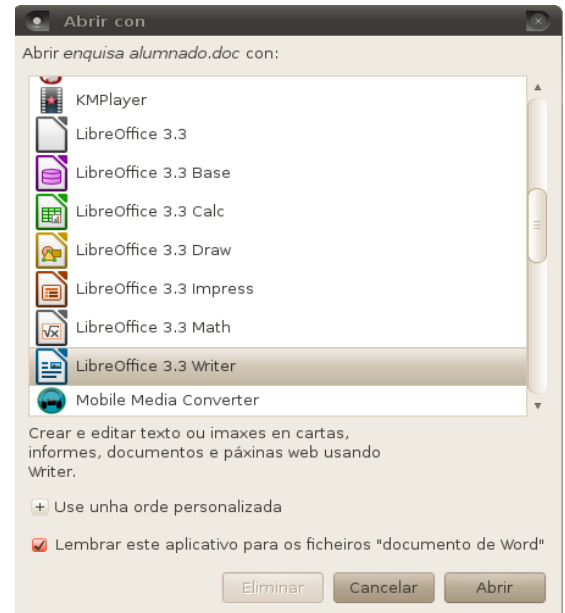 Abrir con
Abrir enquisa alumnado.doc con:
KMPlayer
LibreOffice 3.3
LibreOffice 3.3 Base
LibreOffice 3.3 Calc
LibreOffice 3.3 Draw
LibreOffice 3.3 Impress
LibreOffice 3.3 Math
LibreOffice 3.3 Writer
Mobile Media Converter
Crear e editar texto ou imaxes en cartas,
informes, documentos e páxinas web usando
Writer.
Use unha orde personalizada
Lembrar este aplicativo para os ficheiros "documento de Word"
Eliminar Cancelar Abrir